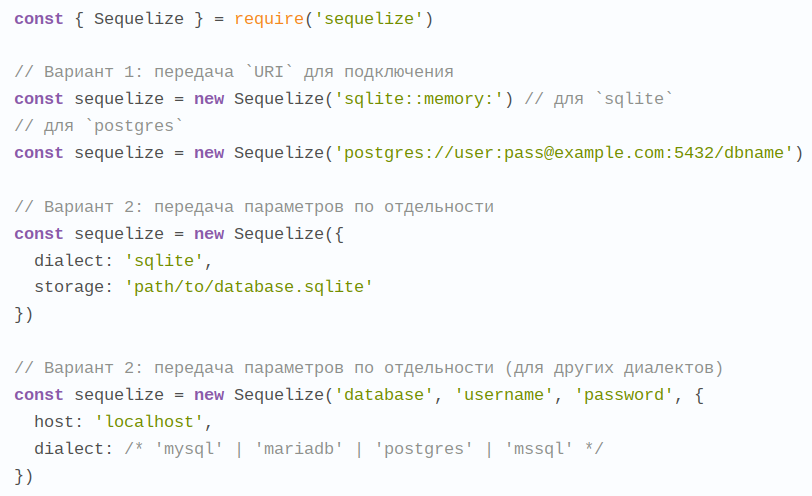 const { Sequelize } = require('sequelize')
// Вариант 1: передача `URI` для подключения
const sequelize = new Sequelize('sqlite::memory:') // для `sqlite`
// для `postgres`
const sequelize = new Sequelize('postgres://user:pass@example.com:5432/dbname')
// Вариант 2: передача параметров по отдельности
const sequelize = new Sequelize({
  dialect: 'sqlite',
  storage: 'path/to/database.sqlite'
})
// Вариант 2: передача параметров по отдельности (для других диалектов)
const sequelize = new Sequelize('database', 'username', 'password', {
  host: 'localhost',
  dialect: /* 'mysql' | 'mariadb' | 'postgres' | 'mssql' */
})